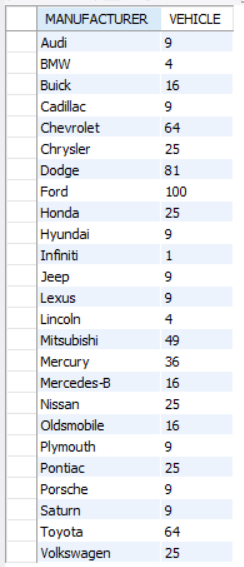 MANUFACTURER VEHICLE
Audi 9
BMW 4
Buick 16
Cadillac 9
Chevrolet 64
Chrysler 25
Dodge 81
Ford 100
Honda 25
Hyundai 9
Infiniti 1
Jeep 9
Lexus 9
Lincoln 4
Mitsubishi 49
Mercury 36
Mercedes-B 16
Nissan 25
Oldsmobile 16
Plymouth 9
Pontiac 25
Porsche 9
Saturn 9
Toyota 64
Volkswagen 25